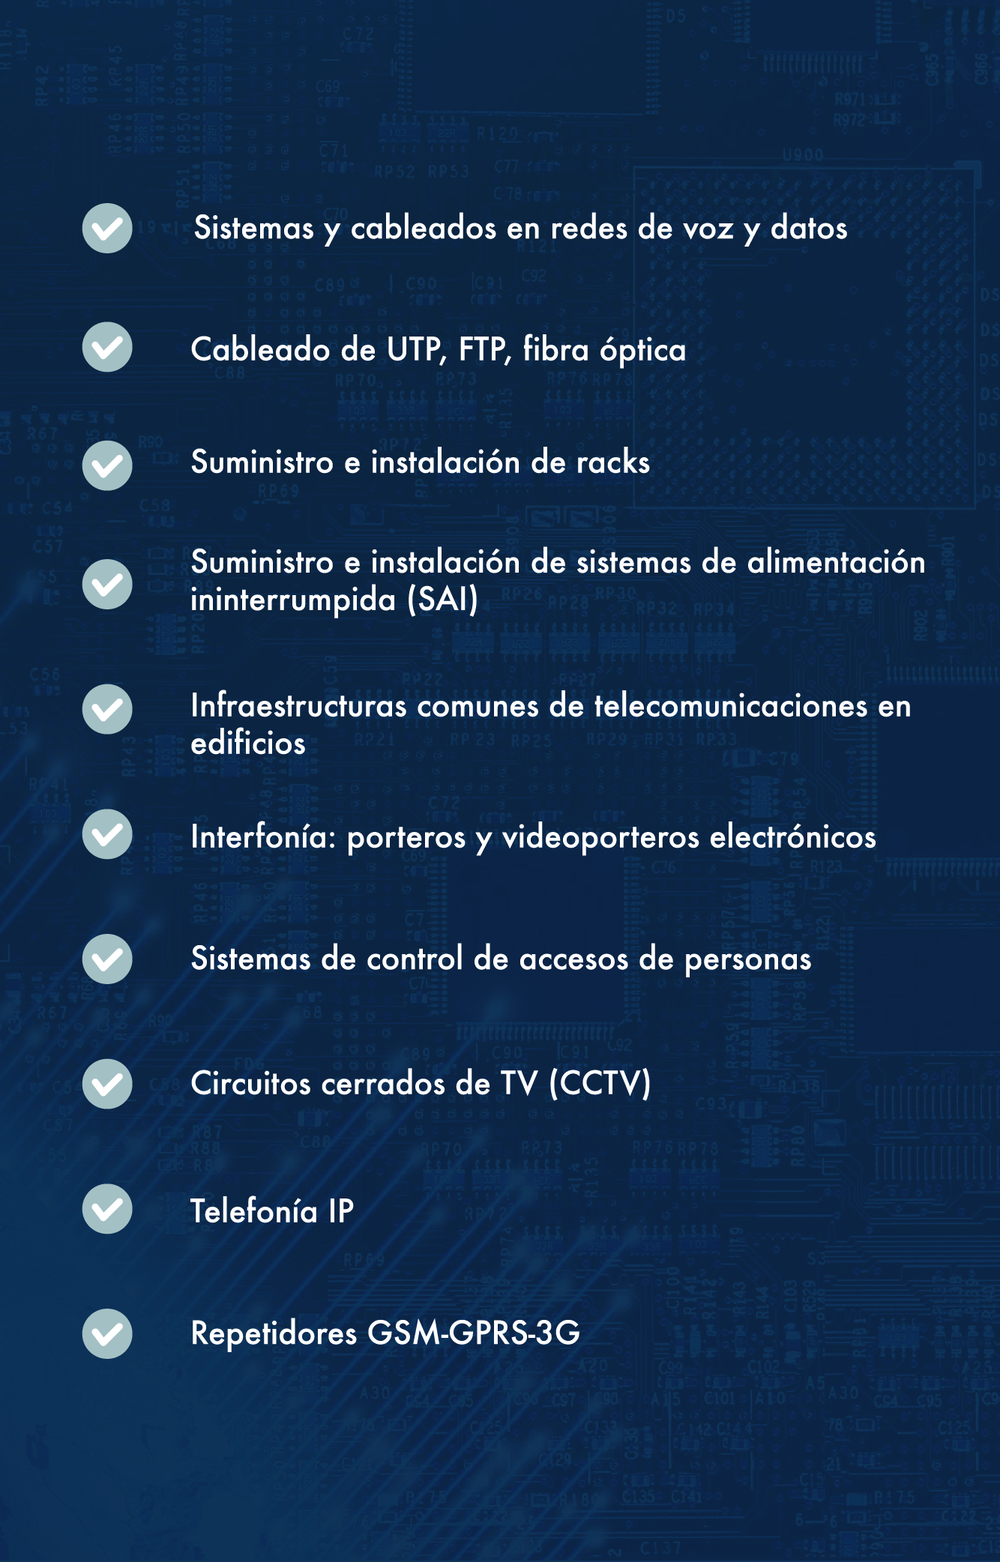 Sistemas y cableados en redes de voz y datos
Cableado de UTP, FTP, fibra óptica
Suministro e instalación de racks
Suministro e instalación de sistemas de alimentación
ininterrumpida (SAI)
Infraestructuras comunes de telecomunicaciones en
edificios
Interfonía: porteros y videoporteros electrónicos
Sistemas de control de accesos de personas
Circuitos cerrados de TV (CCTV)
Telefonía IP
Repetidores GSM-GPRS-3G